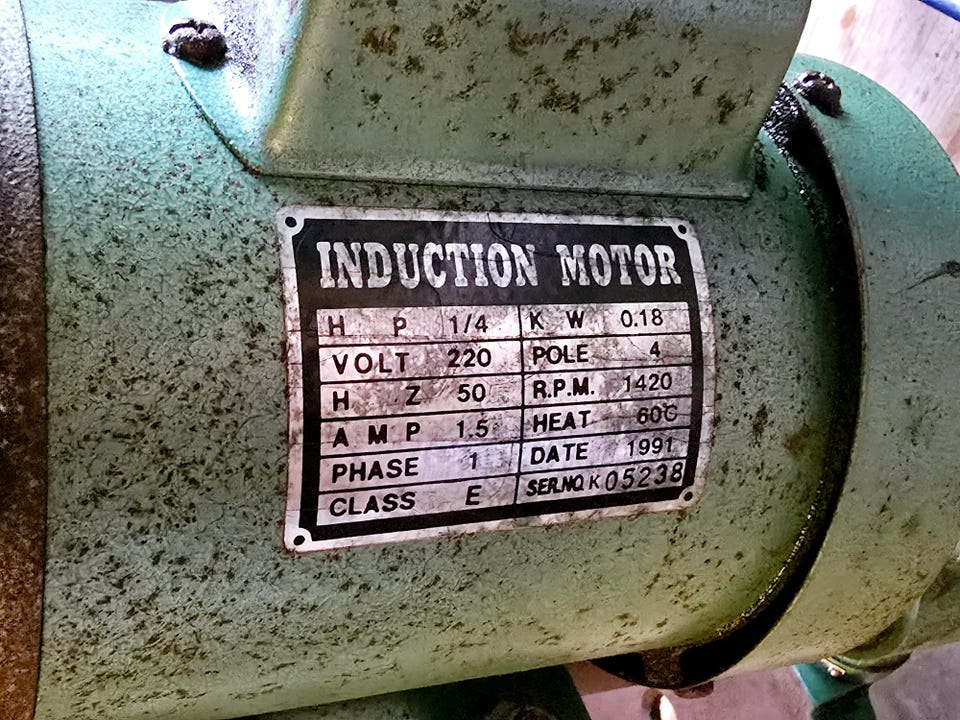 INDUCTION MOTOR
H P 1/4 K W 0.18
VOLT 220 POLE 4
H Z 50 R.P.M. 1420
A M P 1.5 HEAT 60C
PHASE 1 DATE 1991
CLASS E SER.NO. K 05238